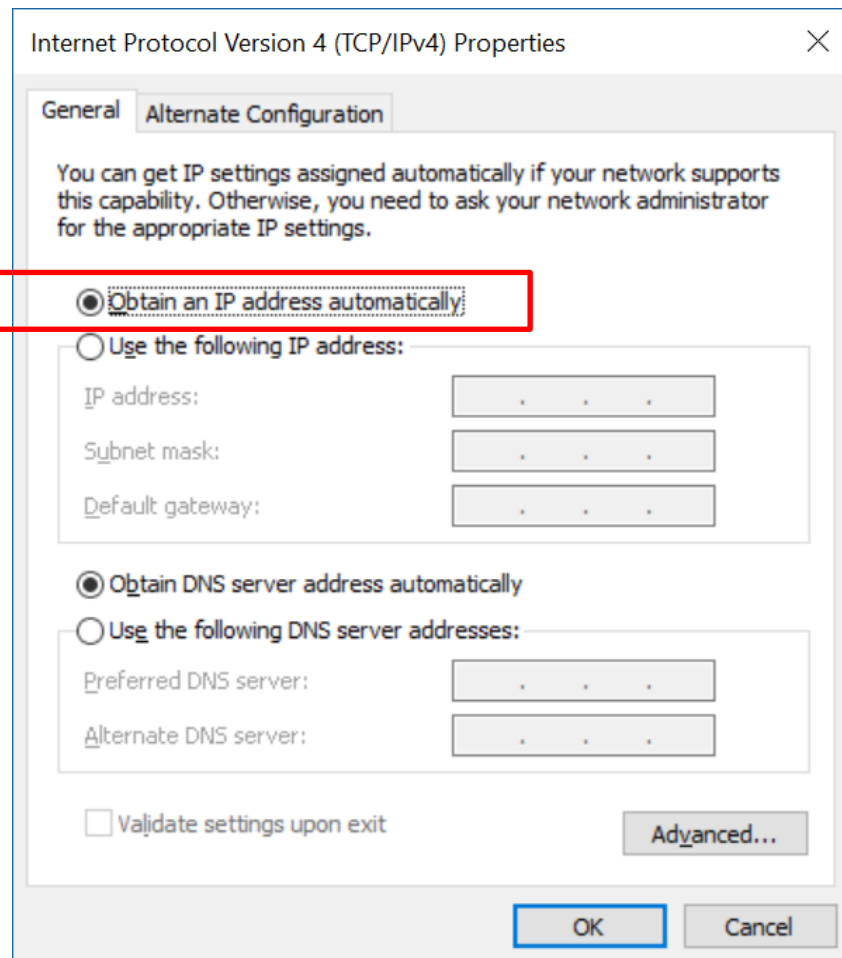 Internet Protocol Version 4 (TCP/IPv4) Properties
General
Alternate Configuration
You can get IP settings assigned automatically if your network supports
this capability. Otherwise, you need to ask your network administrator
for the appropriate IP settings.
Obtain an IP address automatically
Use the following IP address:
IP address:
. . .
Subnet mask:
. . .
Default gateway:
. . .
Obtain DNS server address automatically
Use the following DNS server addresses:
Preferred DNS server:
. . .
Alternate DNS server:
. . .
Validate settings upon exit
Advanced...
OK
Cancel